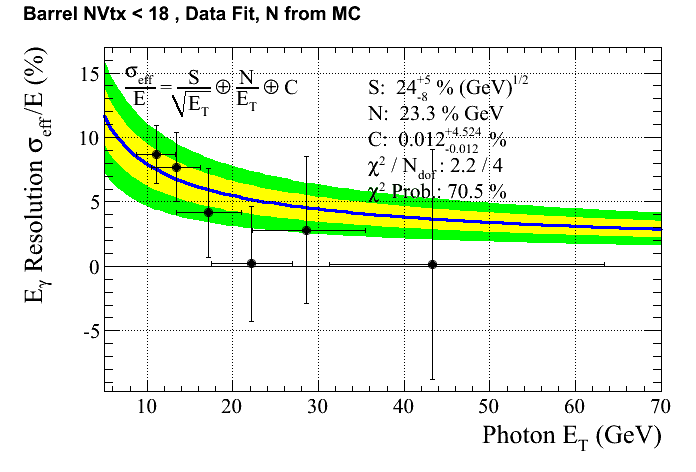 Barrel NVtx < 18 , Data Fit, N from MC
Eγ Resolution σeff/E (%)
σeff/E = S/√ET ⊕ N/ET ⊕ C
S: 24 +5 -8 % (GeV)1/2
N: 23.3 % GeV
C: 0.012 +4.524 -0.012 %
χ2 / Ndof : 2.2 / 4
χ2 Prob.: 70.5 %
15
10
5
0
-5
10 20 30 40 50 60 70
Photon ET (GeV)